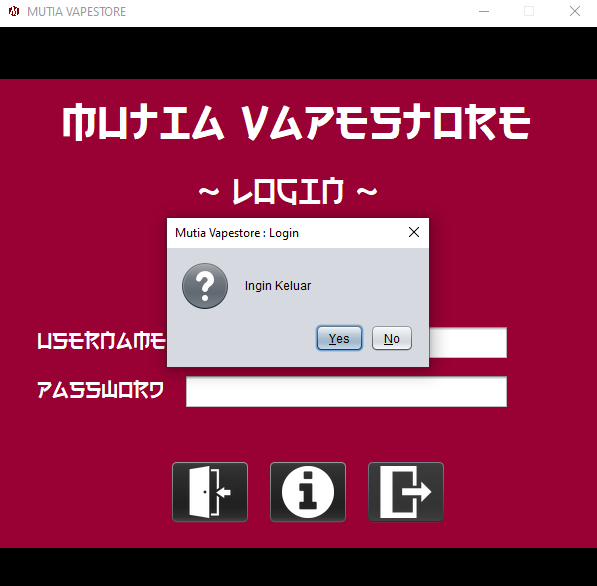 MUTIA VAPESTORE
MUTIA VAPESTORE
~ LOGIN ~
Mutia Vapestore : Login
Ingin Keluar
Yes
No
USERNAME
PASSWORD